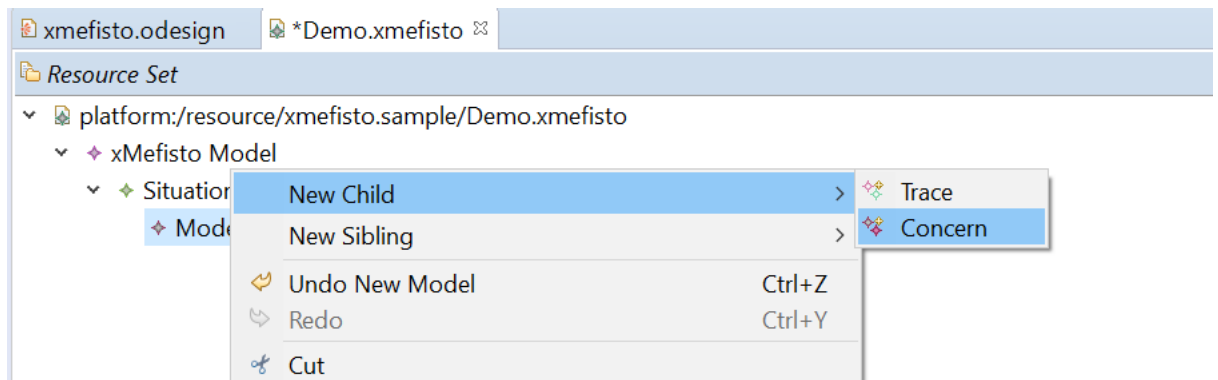 xmefisto.odesign *Demo.xmefisto
Resource Set
platform:/resource/xmefisto.sample/Demo.xmefisto
xMefisto Model
Situation New Child > Trace
Mode New Sibling > Concern
Undo New Model Ctrl+Z
Redo Ctrl+Y
Cut